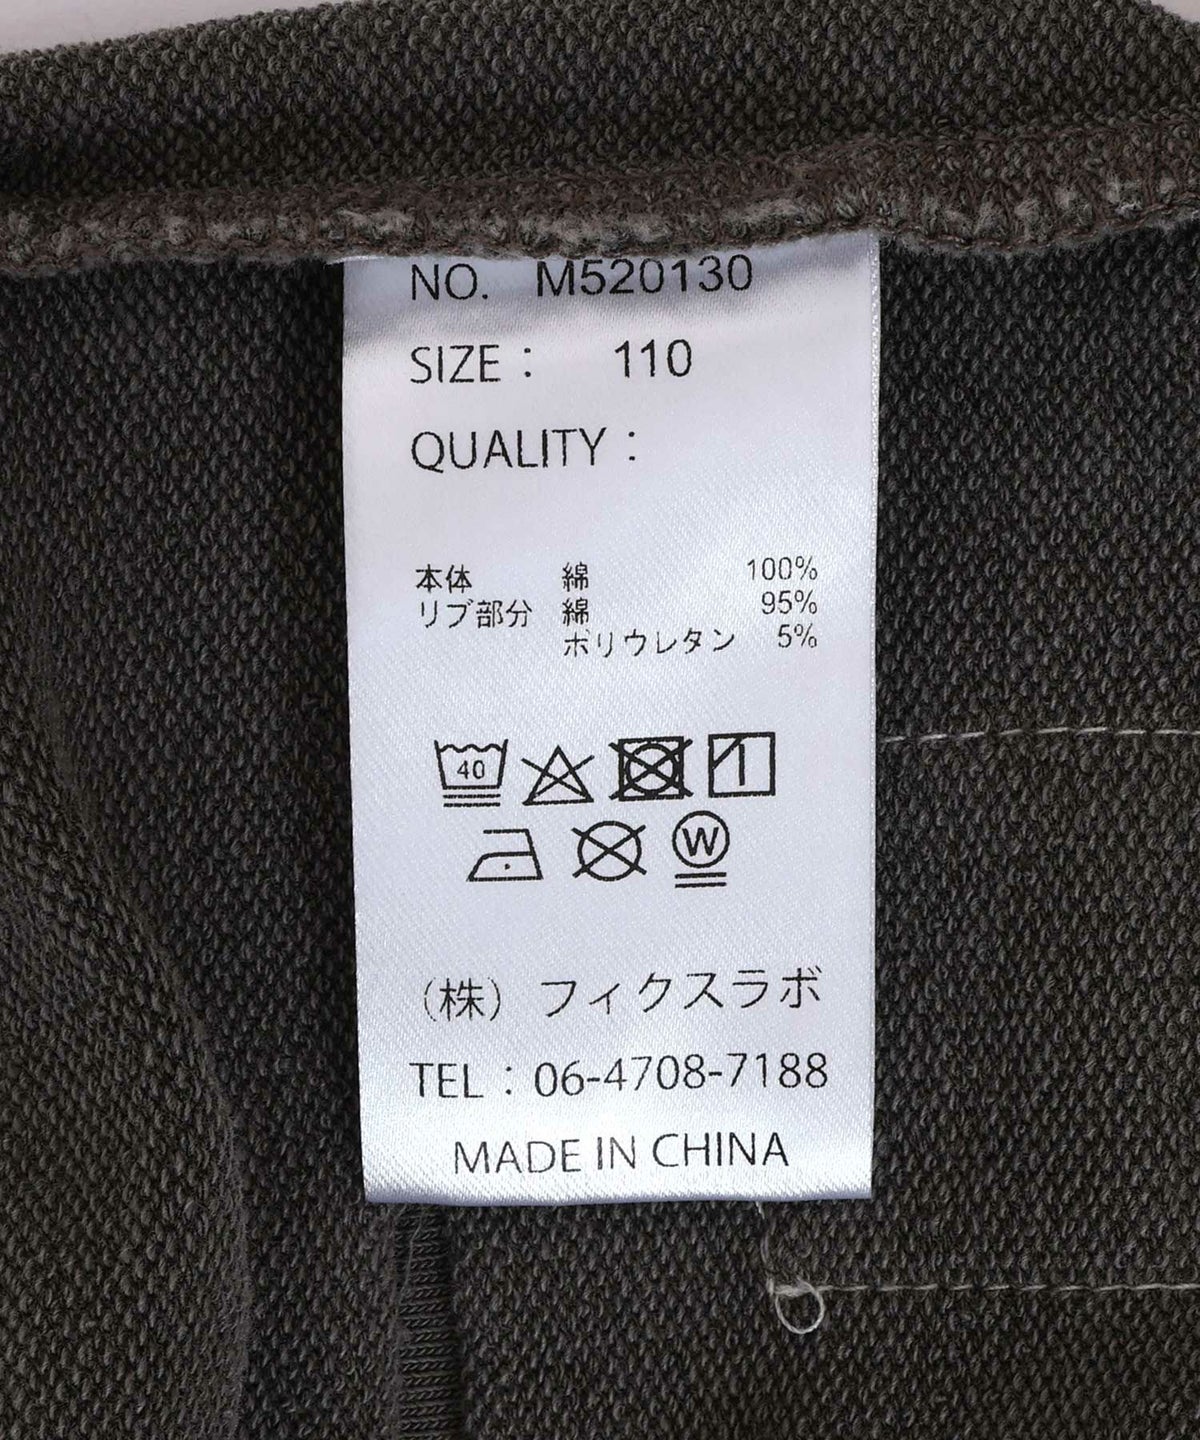 NO. M520130
SIZE： 110
QUALITY：
本体 綿 100%
リブ部分 綿 95%
ポリウレタン 5%
40
W
（株）フィクスラボ
TEL：06-4708-7188
MADE IN CHINA